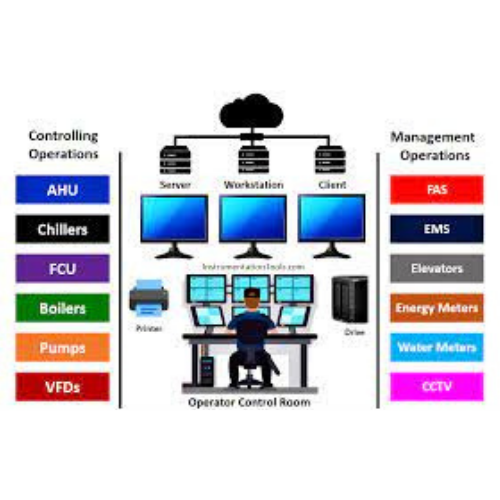 Controlling
Operations
AHU
Chillers
FCU
Boilers
Pumps
VFDs
Server
Workstation
Client
InstrumentationTools.com
Printer
Drive
Operator Control Room
Management
Operations
FAS
EMS
Elevators
Energy Meters
Water Meters
CCTV